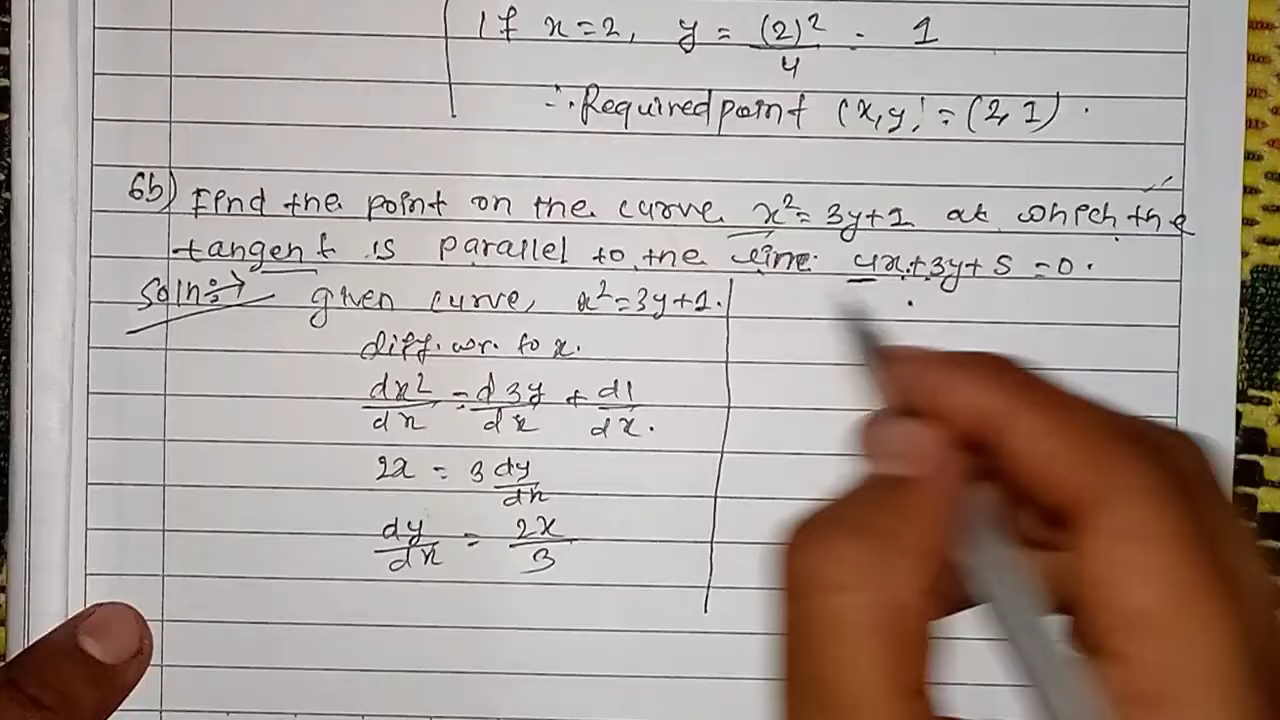 If x=2, y = (2)²/4 = 1
∴ Required point (x,y) = (2,1).
6b) Find the point on the curve x²=3y+1 at which the
tangent is parallel to the line 4x+3y+5=0.
Soln:→ given curve, x²=3y+1.
diff. wr. to x.
dx²/dx = d3y/dx + d1/dx.
2x = 3 dy/dx
dy/dx = 2x/3